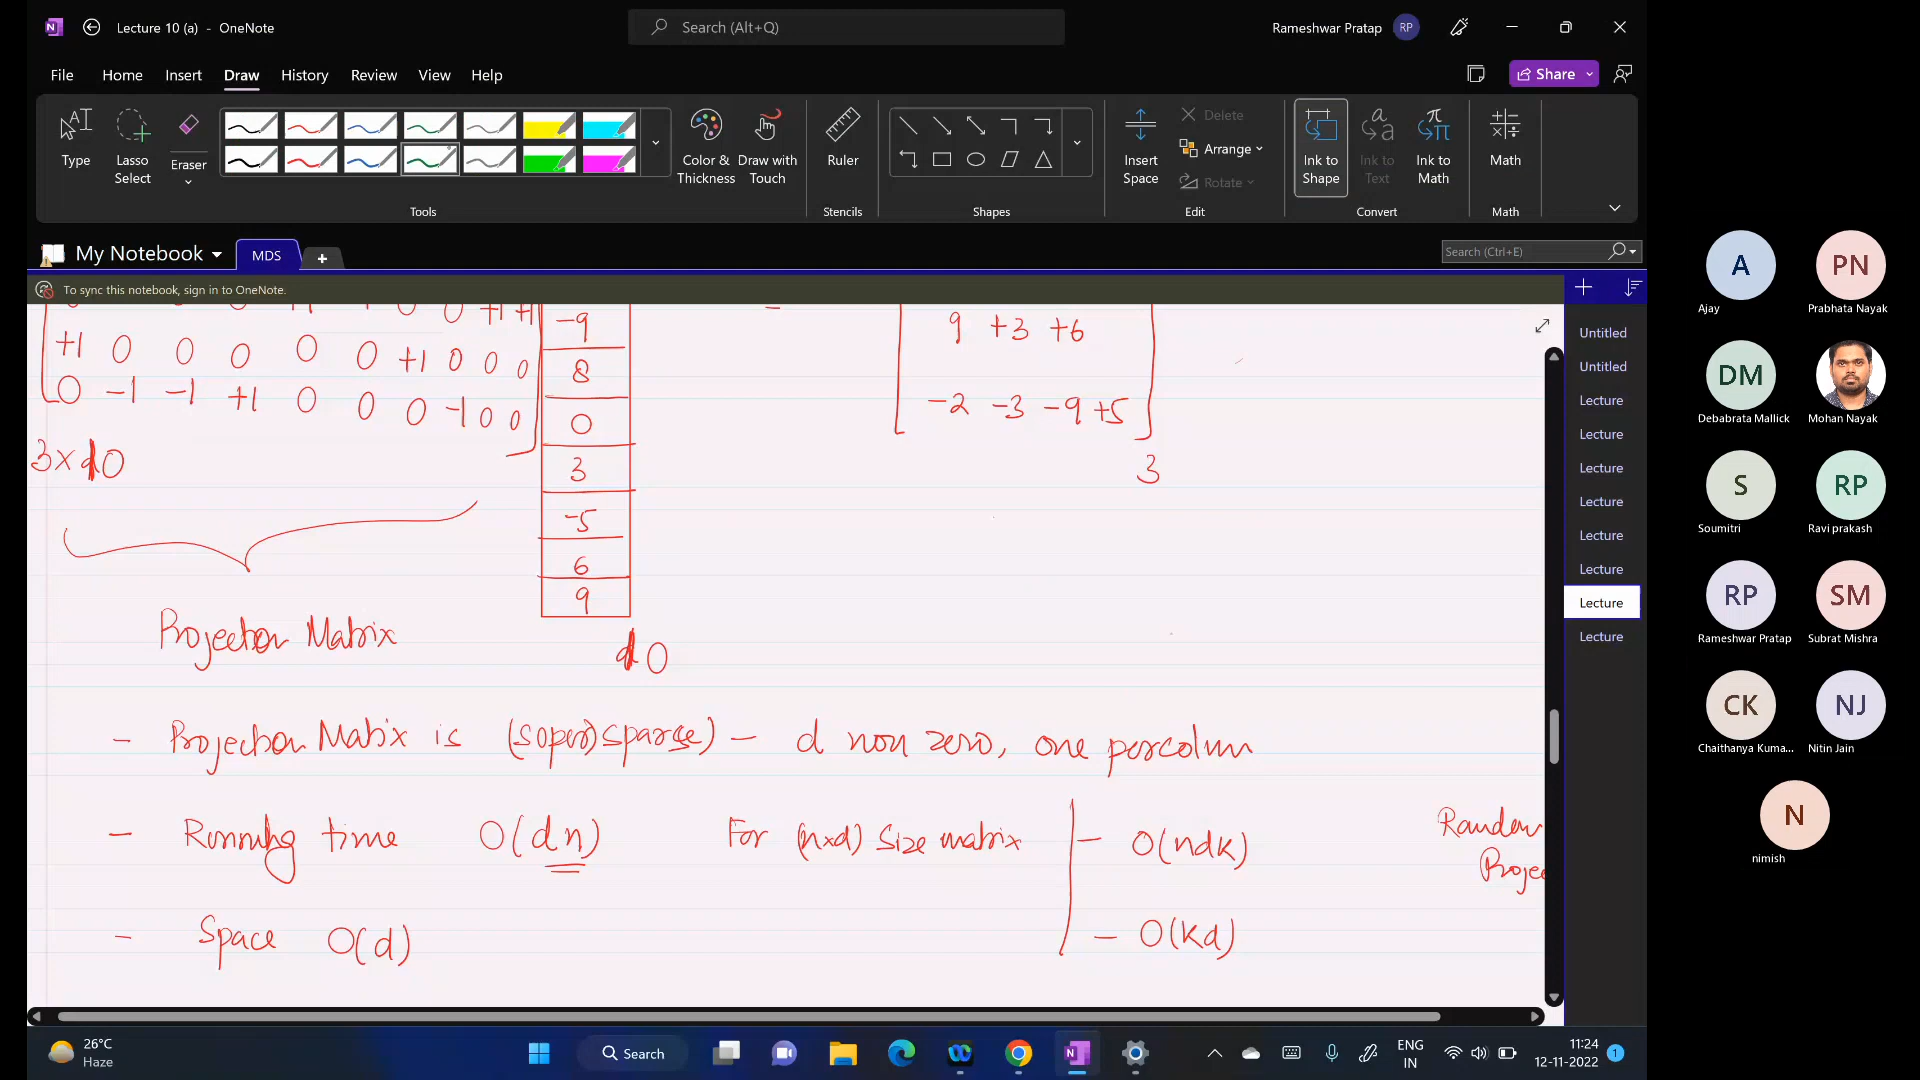 Lecture 10 (a) - OneNote
Search (Alt+Q)
Rameshwar Pratap RP
File Home Insert Draw History Review View Help
Share
Type
Lasso Select
Eraser
Color & Thickness
Draw with Touch
Ruler
Insert Space
Delete
Arrange
Rotate
Ink to Shape
Ink to Text
Ink to Math
Math
Tools Stencils Shapes Edit Convert Math
My Notebook MDS +
Search (Ctrl+E)
To sync this notebook, sign in to OneNote.
Untitled
Untitled
Lecture
Lecture
Lecture
Lecture
Lecture
Lecture
Lecture
Lecture
-9
9 +3 +6
+1 0 0 0 0 0 +1 0 0 0
8
0 -1 -1 +1 0 0 0 -1 0 0
0
-2 -3 -9 +5
3
3
3 x 10
-5
6
9
Projection Matrix
10
- Projection Matrix is (super) sparse) - d non zero, one per colum
- Running time O(dn) For (n×d) size matrix - O(ndk)
- Space O(d) - O(kd)
A
Ajay
PN
Prabhata Nayak
DM
Debabrata Mallick
Mohan Nayak
S
Soumitri
RP
Ravi prakash
RP
Rameshwar Pratap
SM
Subrat Mishra
CK
Chaithanya Kuma...
NJ
Nitin Jain
N
nimish
26°C
Haze
Search
ENG
IN
11:24
12-11-2022
1